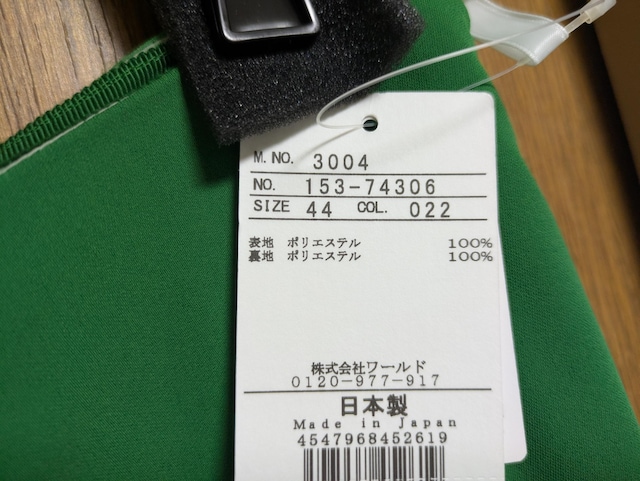 M.NO. 3004
NO. 153-74306
SIZE 44 COL. 022
表地 ポリエステル 100%
裏地 ポリエステル 100%
株式会社ワールド
0120-977-917
日本製
Made in Japan
4547968452619